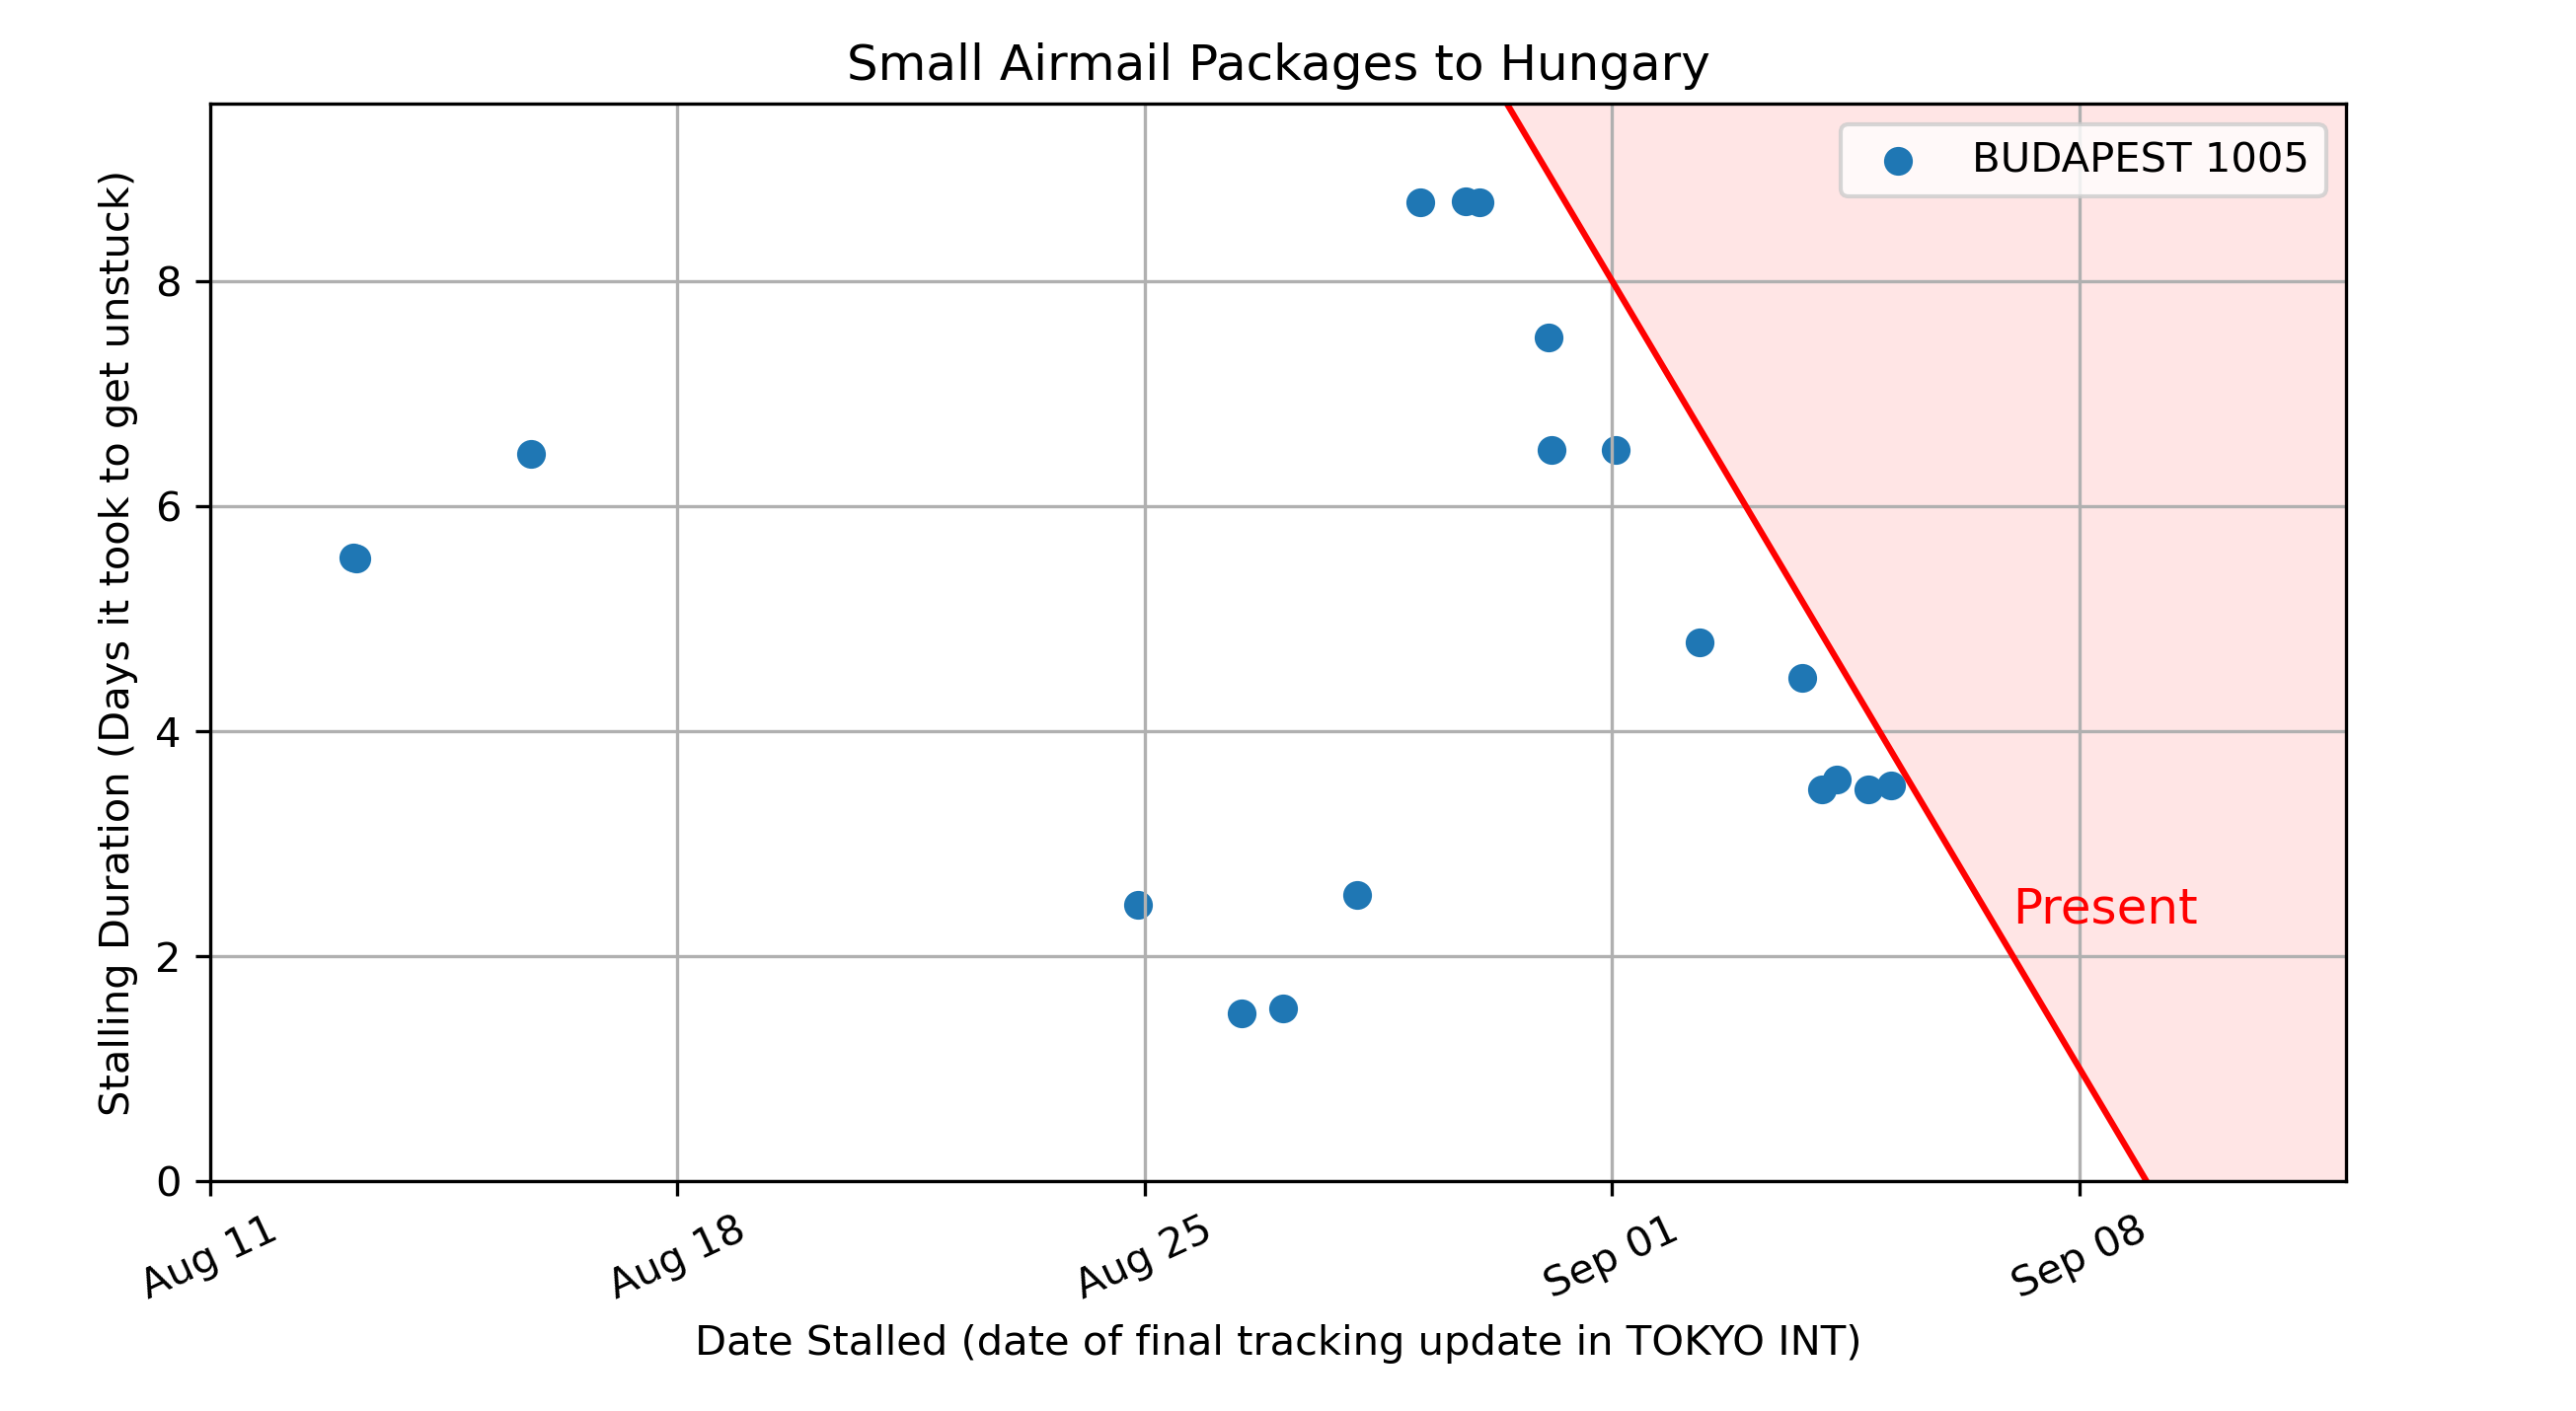 Small Airmail Packages to Hungary
BUDAPEST 1005
Stalling Duration (Days it took to get unstuck)
8
6
4
2
0
Present
Aug 11
Aug 18
Aug 25
Sep 01
Sep 08
Date Stalled (date of final tracking update in TOKYO INT)